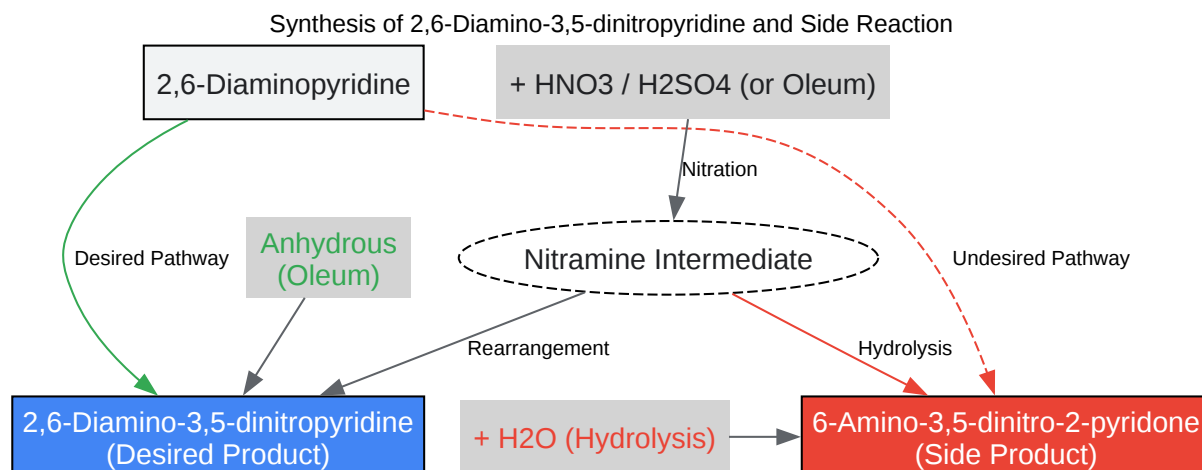 Synthesis of 2,6-Diamino-3,5-dinitropyridine and Side Reaction
2,6-Diaminopyridine
+ HNO3 / H2SO4 (or Oleum)
Nitration
Anhydrous
(Oleum)
Desired Pathway
Nitramine Intermediate
Undesired Pathway
Rearrangement
Hydrolysis
2,6-Diamino-3,5-dinitropyridine
(Desired Product)
+ H2O (Hydrolysis)
6-Amino-3,5-dinitro-2-pyridone
(Side Product)